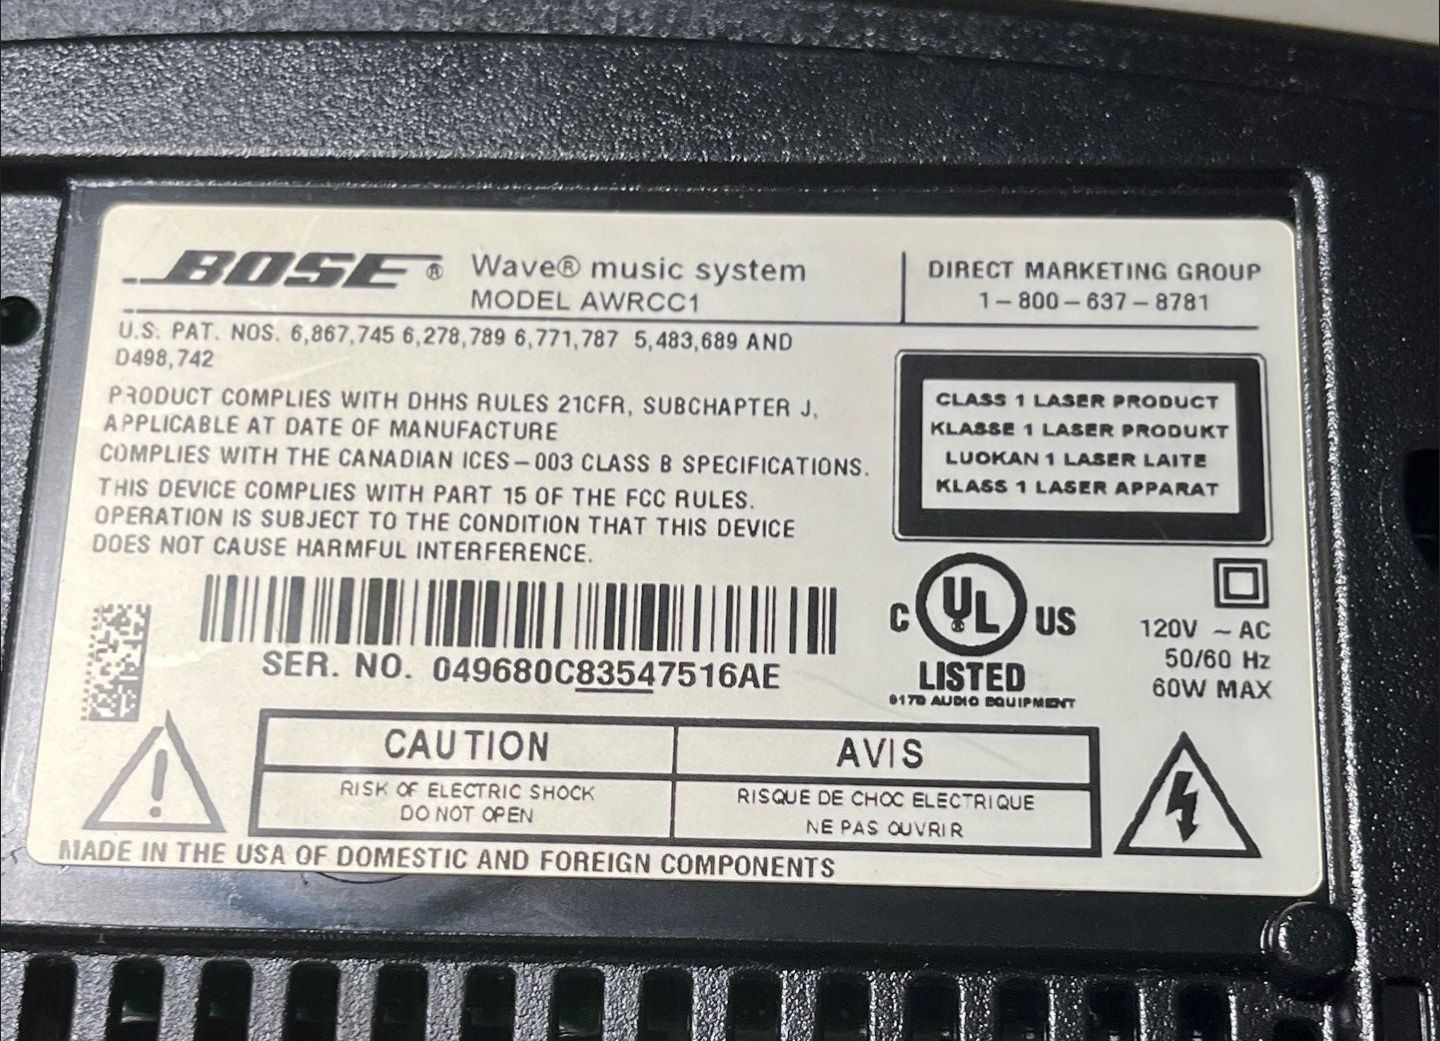 BOSE® Wave® music system
MODEL AWRCC1
DIRECT MARKETING GROUP
1-800-637-8781
U.S. PAT. NOS. 6,867,745 6,278,789 6,771,787 5,483,689 AND
D498,742
PRODUCT COMPLIES WITH DHHS RULES 21CFR, SUBCHAPTER J,
APPLICABLE AT DATE OF MANUFACTURE
COMPLIES WITH THE CANADIAN ICES-003 CLASS B SPECIFICATIONS.
THIS DEVICE COMPLIES WITH PART 15 OF THE FCC RULES.
OPERATION IS SUBJECT TO THE CONDITION THAT THIS DEVICE
DOES NOT CAUSE HARMFUL INTERFERENCE.
CLASS 1 LASER PRODUCT
KLASSE 1 LASER PRODUKT
LUOKAN 1 LASER LAITE
KLASS 1 LASER APPARAT
SER. NO. 049680C83547516AE
C UL® US
LISTED
917D AUDIO EQUIPMENT
120V ~ AC
50/60 Hz
60W MAX
CAUTION
RISK OF ELECTRIC SHOCK
DO NOT OPEN
AVIS
RISQUE DE CHOC ELECTRIQUE
NE PAS OUVRIR
MADE IN THE USA OF DOMESTIC AND FOREIGN COMPONENTS